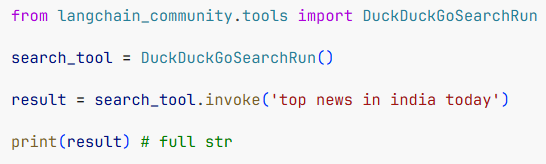 from langchain_community.tools import DuckDuckGoSearchRun
search_tool = DuckDuckGoSearchRun()
result = search_tool.invoke('top news in india today')
print(result) # full str